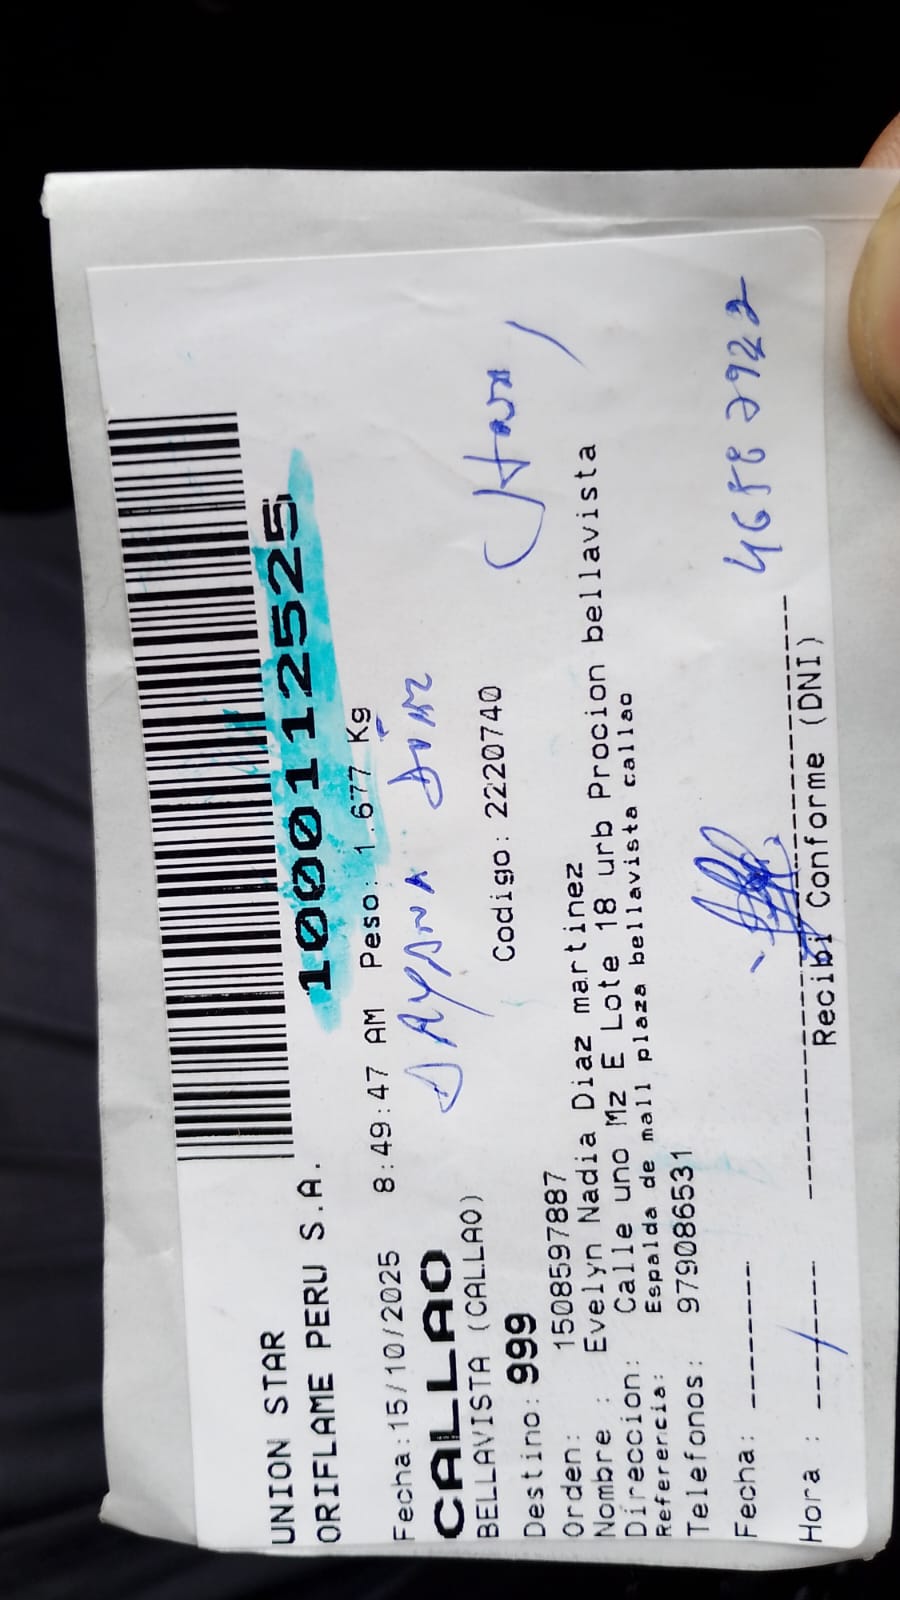 UNION STAR
ORIFLAME PERU S.A.
1000112525
Fecha:15/10/2025 8:49:47 AM Peso: 1.677 Kg
CALLAO
DAYANA DIAZ
BELLAVISTA (CALLAO)
Destino: 999 Codigo: 2220740
Orden: 1508597887
Nombre : Evelyn Nadia Diaz martinez
Direccion: Calle uno Mz E Lote 18 urb Procion bellavista
Referencia: Espalda de mall plaza bellavista callao
Telefonos: 979086531
Fecha: --------
Hora : --------
Recibi Conforme (DNI)